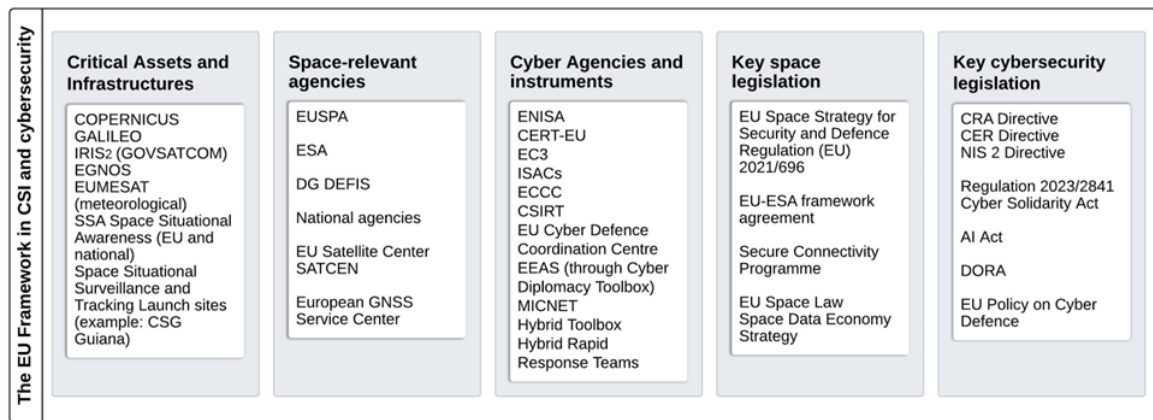 The EU Framework in CSI and cybersecurity
Critical Assets and
Infrastructures
COPERNICUS
GALILEO
IRIS2 (GOVSATCOM)
EGNOS
EUMESAT
(meteorological)
SSA Space Situational
Awareness (EU and
national)
Space Situational
Surveillance and
Tracking Launch sites
(example: CSG
Guiana)
Space-relevant
agencies
EUSPA
ESA
DG DEFIS
National agencies
EU Satellite Center
SATCEN
European GNSS
Service Center
Cyber Agencies and
instruments
ENISA
CERT-EU
EC3
ISACs
ECCC
CSIRT
EU Cyber Defence
Coordination Centre
EEAS (through Cyber
Diplomacy Toolbox)
MICNET
Hybrid Toolbox
Hybrid Rapid
Response Teams
Key space
legislation
EU Space Strategy for
Security and Defence
Regulation (EU)
2021/696
EU-ESA framework
agreement
Secure Connectivity
Programme
EU Space Law
Space Data Economy
Strategy
Key cybersecurity
legislation
CRA Directive
CER Directive
NIS 2 Directive
Regulation 2023/2841
Cyber Solidarity Act
AI Act
DORA
EU Policy on Cyber
Defence